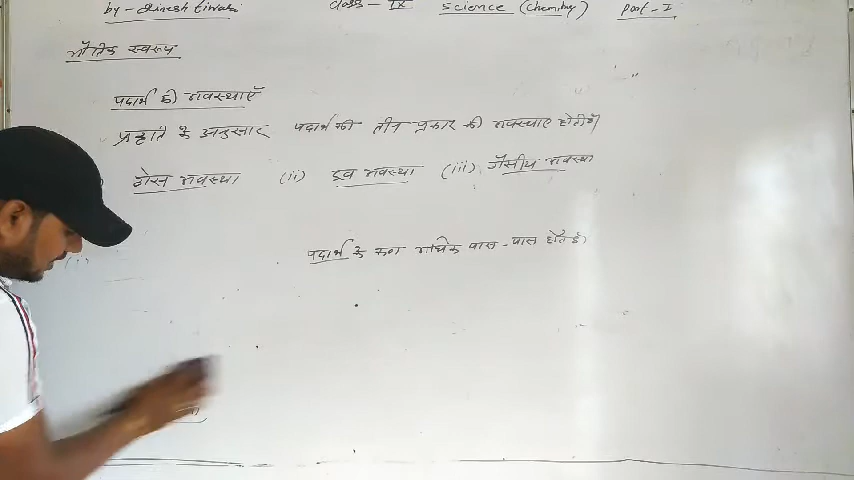 by - Dinesh tiwari class - IX Science (Chemistry) Part - I
भौतिक स्वरूप
पदार्थ की अवस्थाएँ
प्रकृति के अनुसार पदार्थ की तीन प्रकार की अवस्थाए होती है।
ठोस अवस्था (ii) द्रव अवस्था (iii) गैसीय अवस्था
पदार्थ के कण अधिक पास - पास होते है।